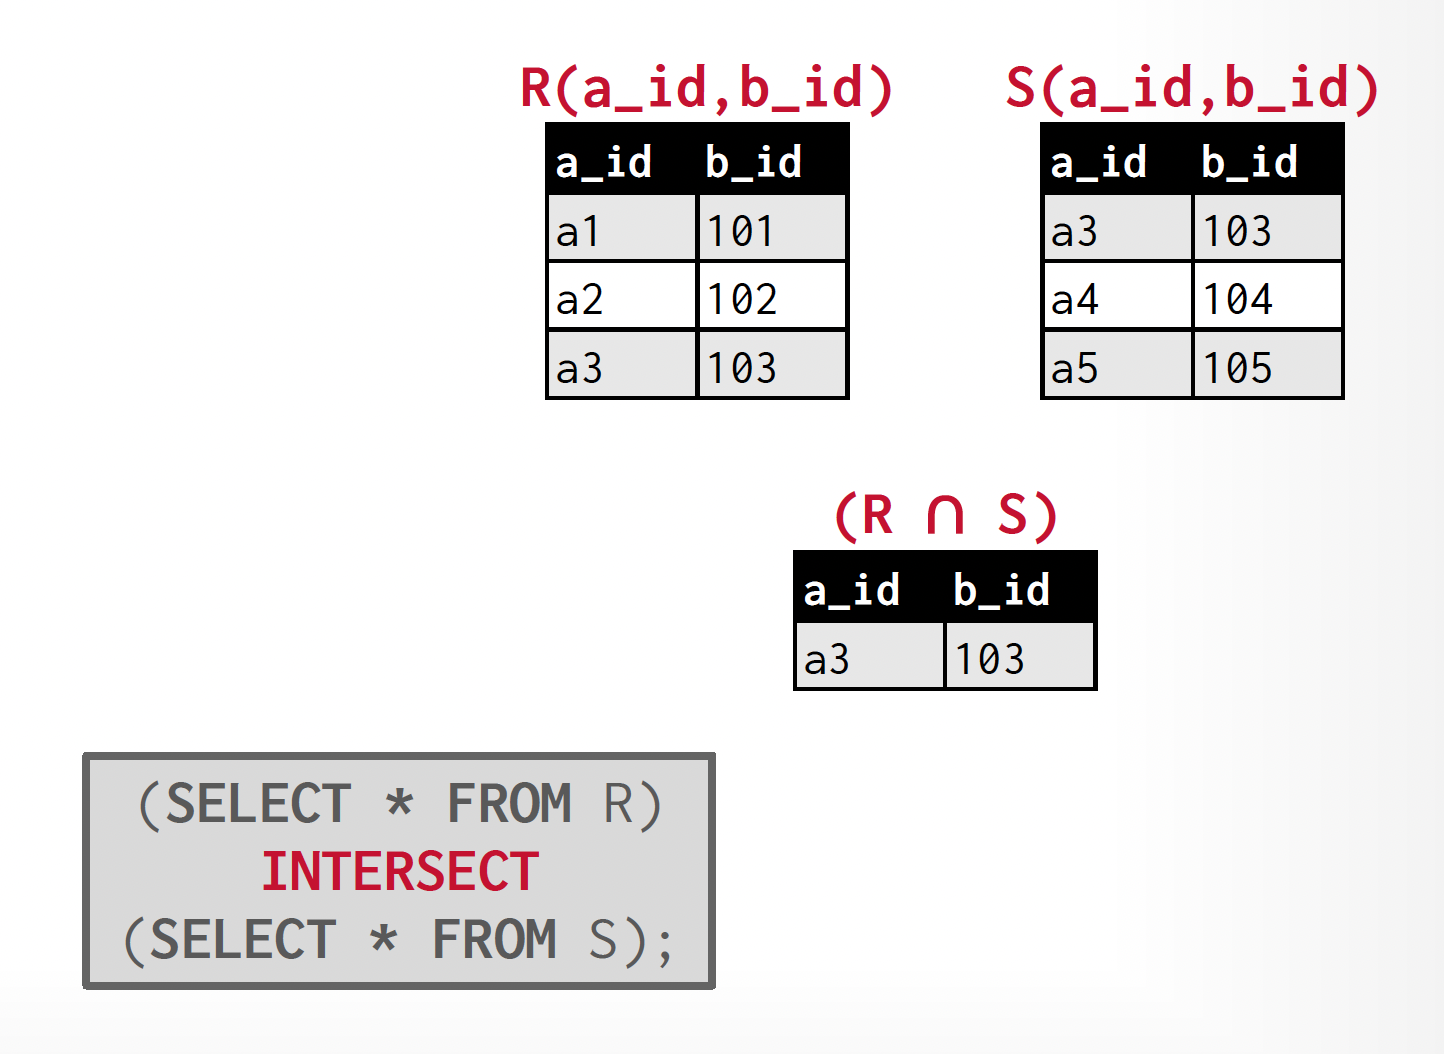 R(a_id,b_id) S(a_id,b_id)
a_id b_id a_id b_id
a1 101 a3 103
a2 102 a4 104
a3 103 a5 105
(R ∩ S)
a_id b_id
a3 103
(SELECT * FROM R)
INTERSECT
(SELECT * FROM S);